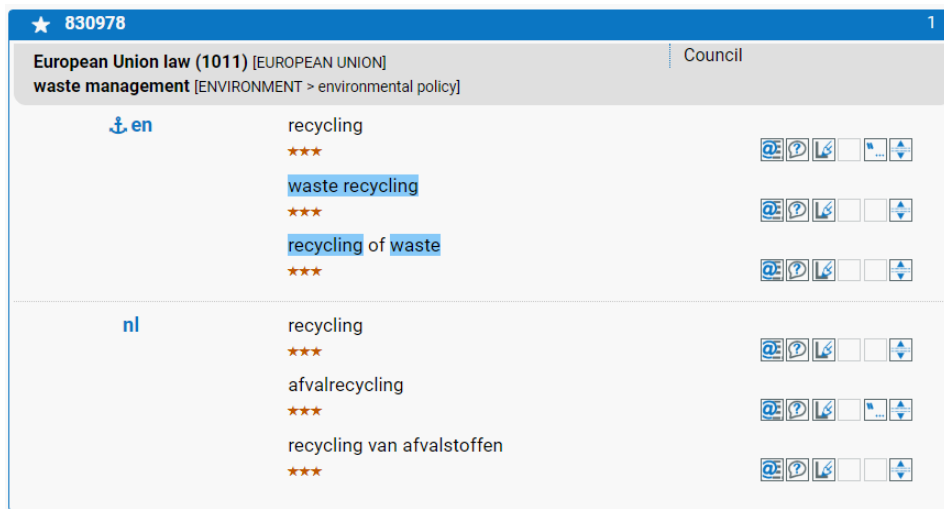 ★ 830978 1
European Union law (1011) [EUROPEAN UNION] Council
waste management [ENVIRONMENT > environmental policy]
en recycling
★★★
waste recycling
★★★
recycling of waste
★★★
nl recycling
★★★
afvalrecycling
★★★
recycling van afvalstoffen
★★★